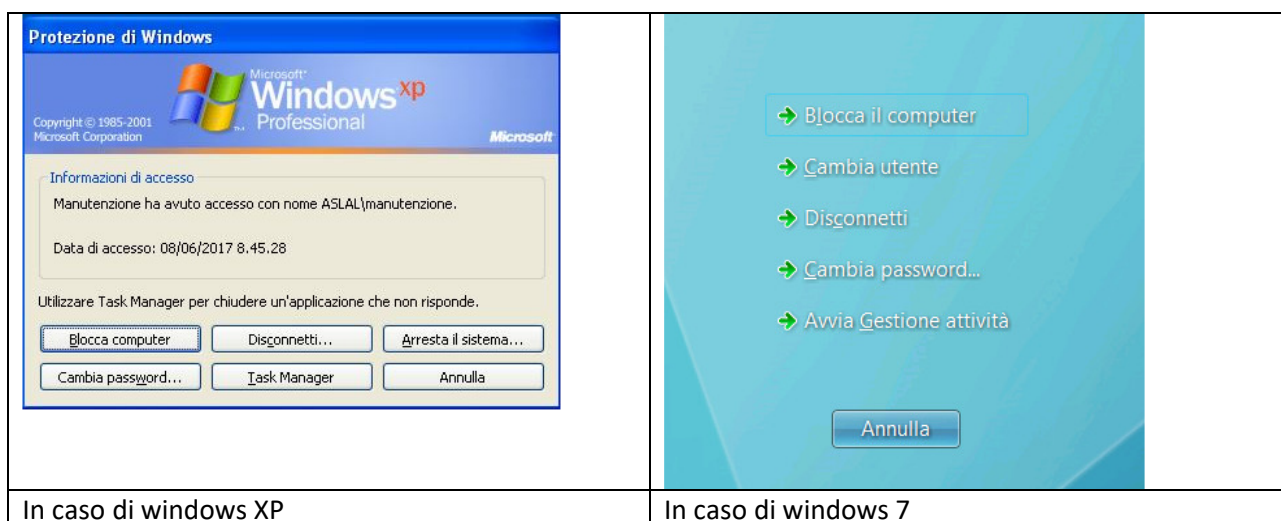 Protezione di Windows
Microsoft
Windows xp
Professional
Copyright © 1985-2001
Microsoft Corporation
Microsoft
Informazioni di accesso
Manutenzione ha avuto accesso con nome ASLAL\manutenzione.
Data di accesso: 08/06/2017 8.45.28
Utilizzare Task Manager per chiudere un'applicazione che non risponde.
Blocca computer
Disconnetti...
Arresta il sistema...
Cambia password...
Task Manager
Annulla
In caso di windows XP
Blocca il computer
Cambia utente
Disconnetti
Cambia password...
Avvia Gestione attività
Annulla
In caso di windows 7